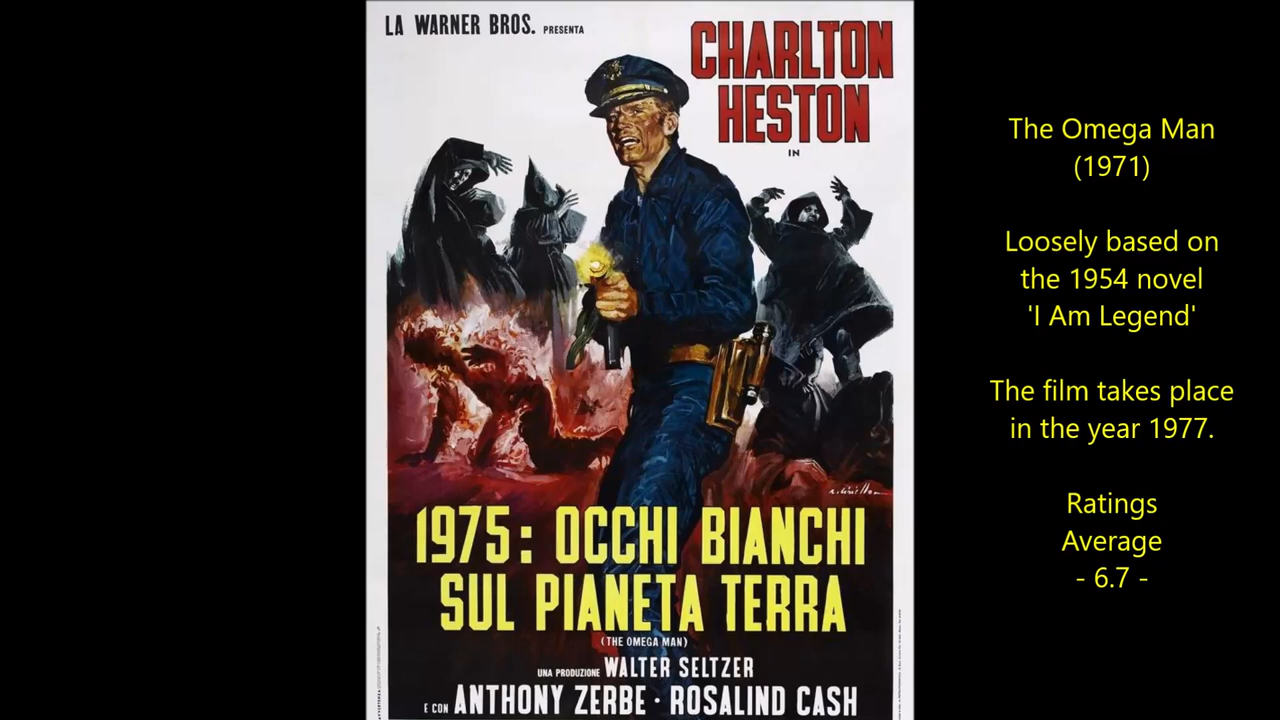 LA WARNER BROS. PRESENTA
CHARLTON
HESTON
IN
1975: OCCHI BIANCHI
SUL PIANETA TERRA
(THE OMEGA MAN)
UNA PRODUZIONE WALTER SELTZER
E CON ANTHONY ZERBE · ROSALIND CASH
The Omega Man
(1971)
Loosely based on
the 1954 novel
'I Am Legend'
The film takes place
in the year 1977.
Ratings
Average
- 6.7 -